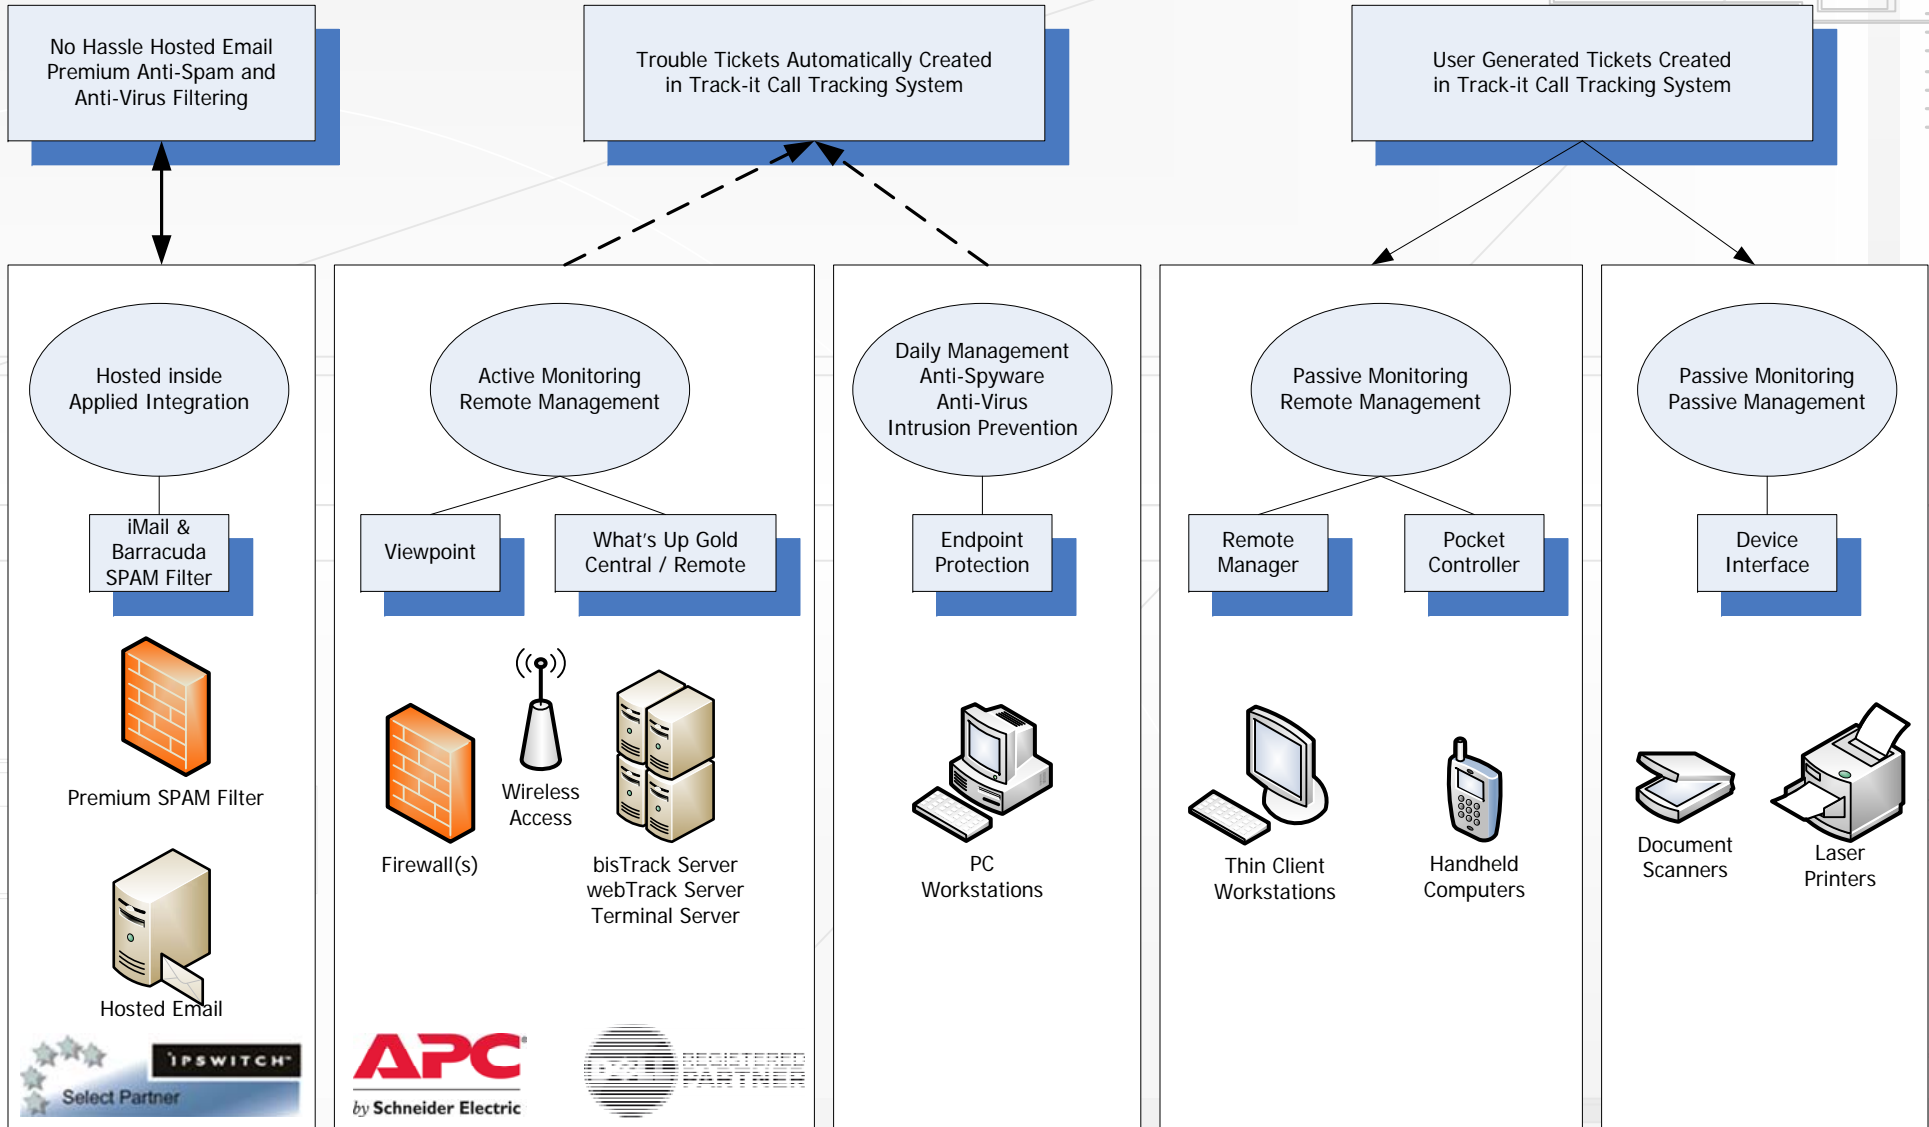 No Hassle Hosted Email
Premium Anti-Spam and
Anti-Virus Filtering
Trouble Tickets Automatically Created
in Track-it Call Tracking System
User Generated Tickets Created
in Track-it Call Tracking System
Hosted inside
Applied Integration
Active Monitoring
Remote Management
Daily Management
Anti-Spyware
Anti-Virus
Intrusion Prevention
Passive Monitoring
Remote Management
Passive Monitoring
Passive Management
iMail &
Barracuda
SPAM Filter
Viewpoint
What's Up Gold
Central / Remote
Endpoint
Protection
Remote
Manager
Pocket
Controller
Device
Interface
Premium SPAM Filter
Hosted Email
Wireless
Access
Firewall(s)
bisTrack Server
webTrack Server
Terminal Server
PC
Workstations
Thin Client
Workstations
Handheld
Computers
Document
Scanners
Laser
Printers
IPSWITCH
Select Partner
APC
by Schneider Electric
REGISTERED
PARTNER